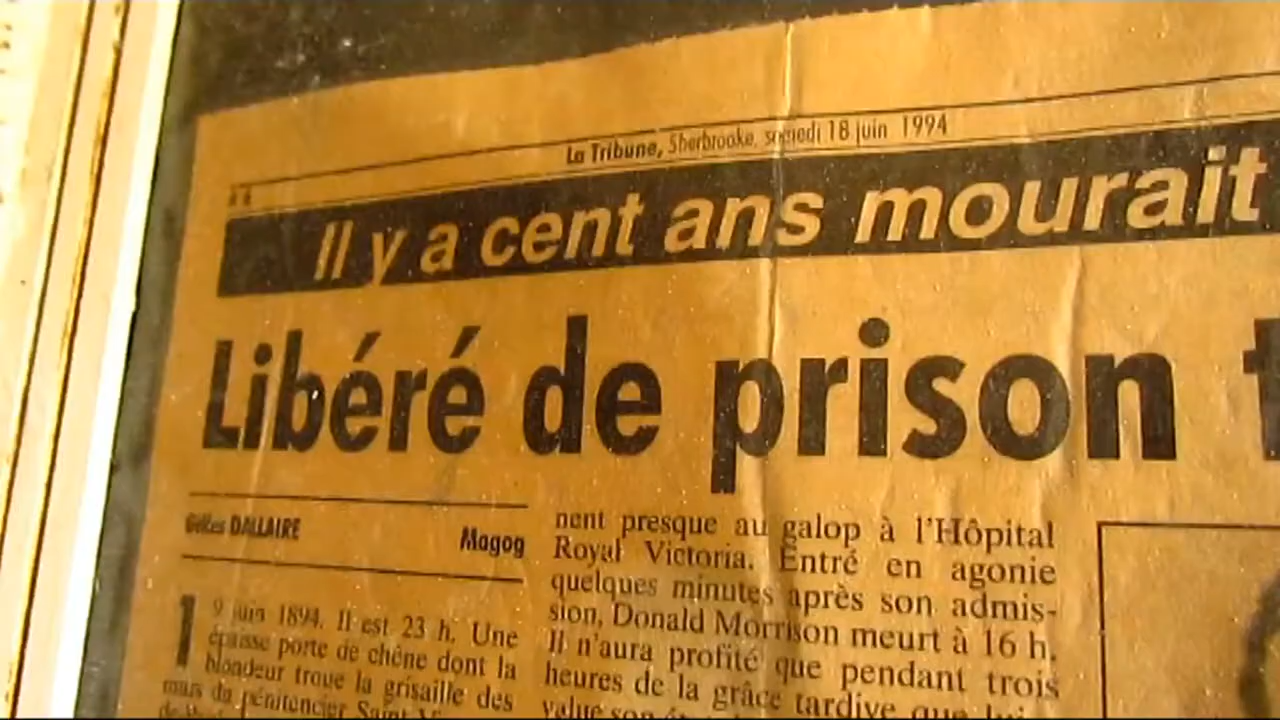 La Tribune, Sherbrooke, samedi 18 juin 1994
Il y a cent ans mourait
Libéré de prison
Gilles DALLAIRE
Magog
19 juin 1894. Il est 23 h. Une
épaisse porte de chêne dont la
blondeur troue la grisaille des
murs du pénitencier
nent presque au galop à l'Hôpital
Royal Victoria. Entré en agonie
quelques minutes après son admis-
sion, Donald Morrison meurt à 16 h.
Il n'aura profité que pendant trois
heures de la grâce tardive que lui